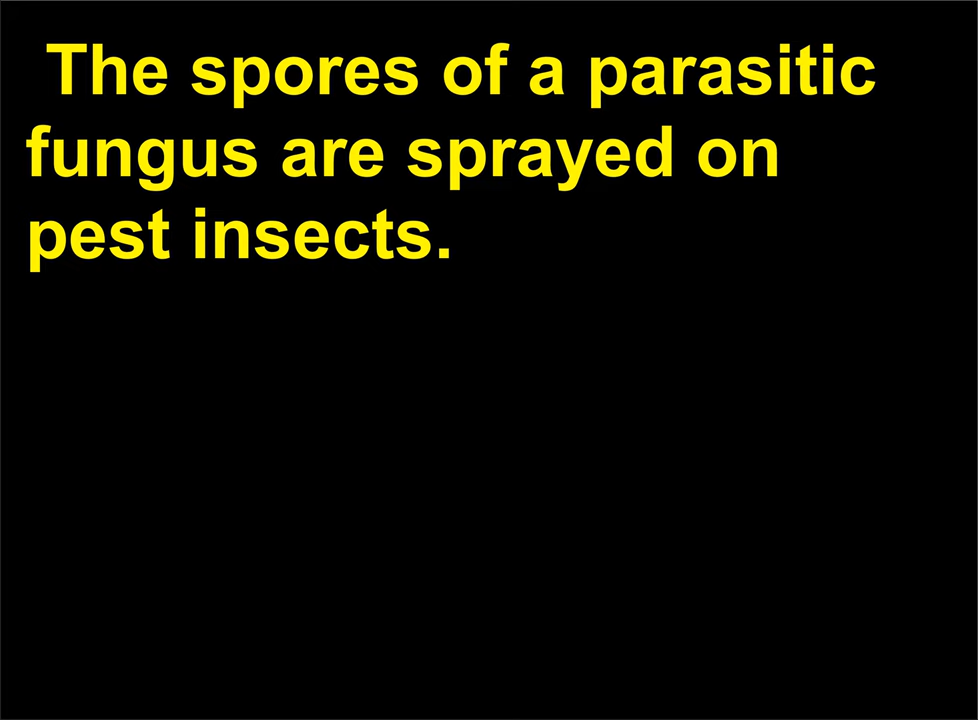 The spores of a parasitic
fungus are sprayed on
pest insects.